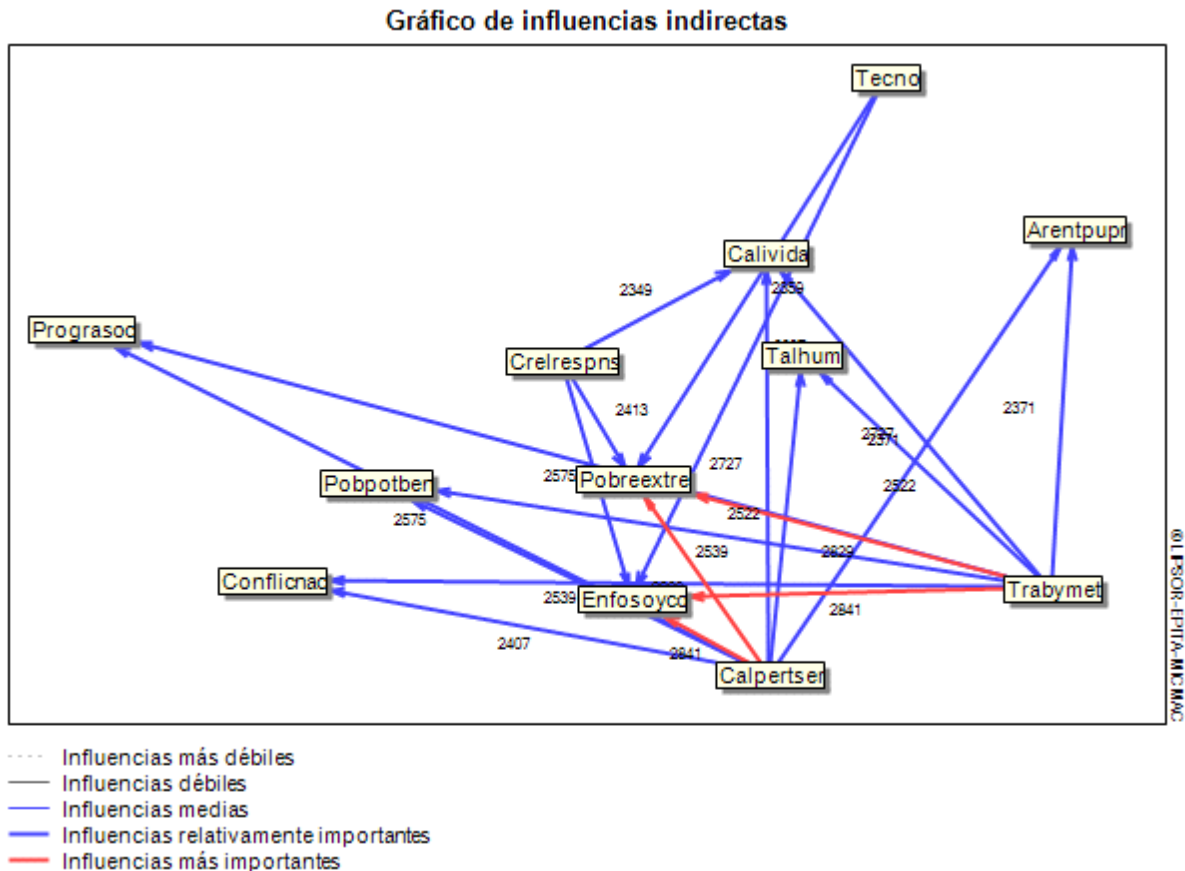 Gráfico de influencias indirectas
Tecno
Arentpupr
Calivida
2349
Prograsoc
Talhum
Crelrespns
2413
2371
2371
2575
2727
2522
Pobreextre
Pobpotben
2522
2575
2539
2829
Conflicnac
2539
Enfosoyco
Trabymet
2841
2407
2841
Calpertser
@LIPSOR-EPITA-MICMAC
Influencias más débiles
Influencias débiles
Influencias medias
Influencias relativamente importantes
Influencias más importantes